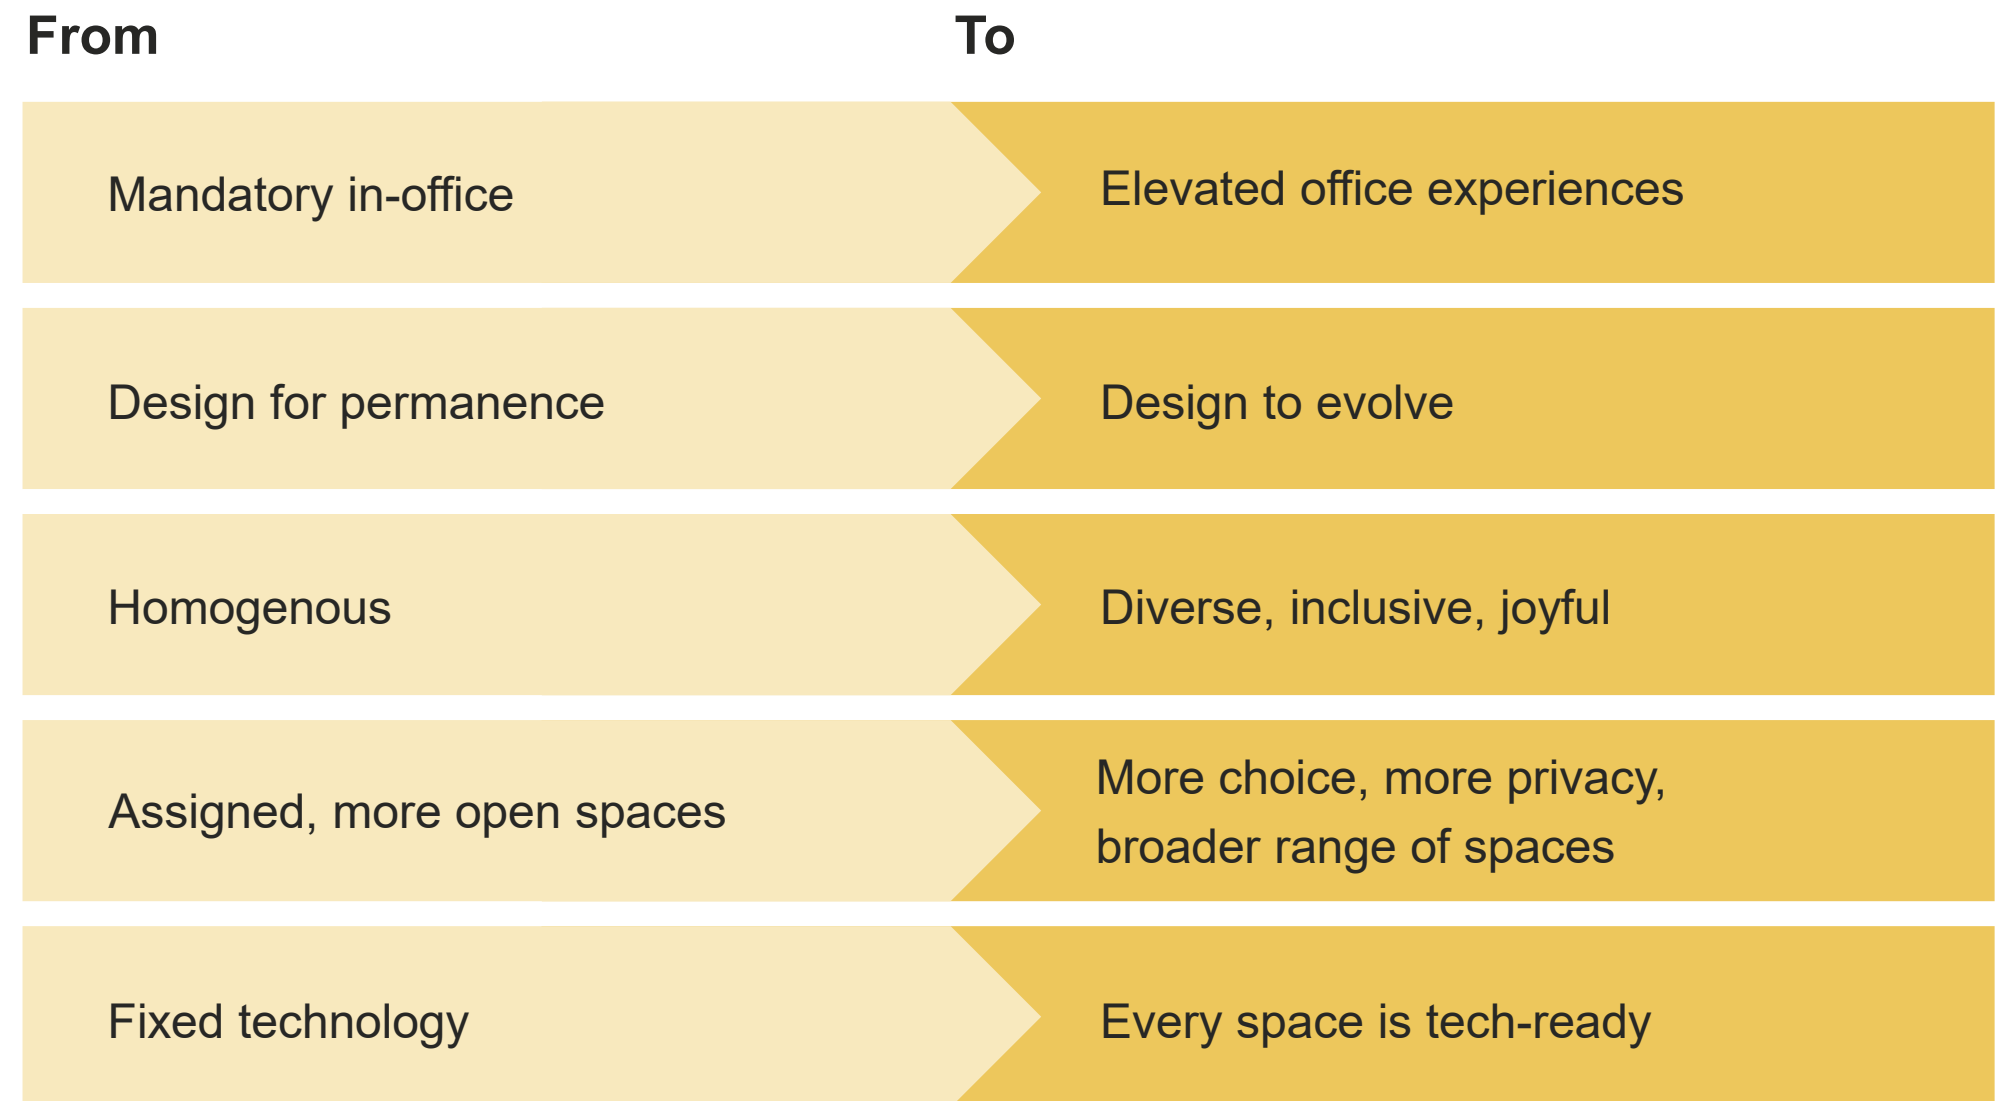 From
To
Mandatory in-office
Elevated office experiences
Design for permanence
Design to evolve
Homogenous
Diverse, inclusive, joyful
Assigned, more open spaces
More choice, more privacy,
broader range of spaces
Fixed technology
Every space is tech-ready